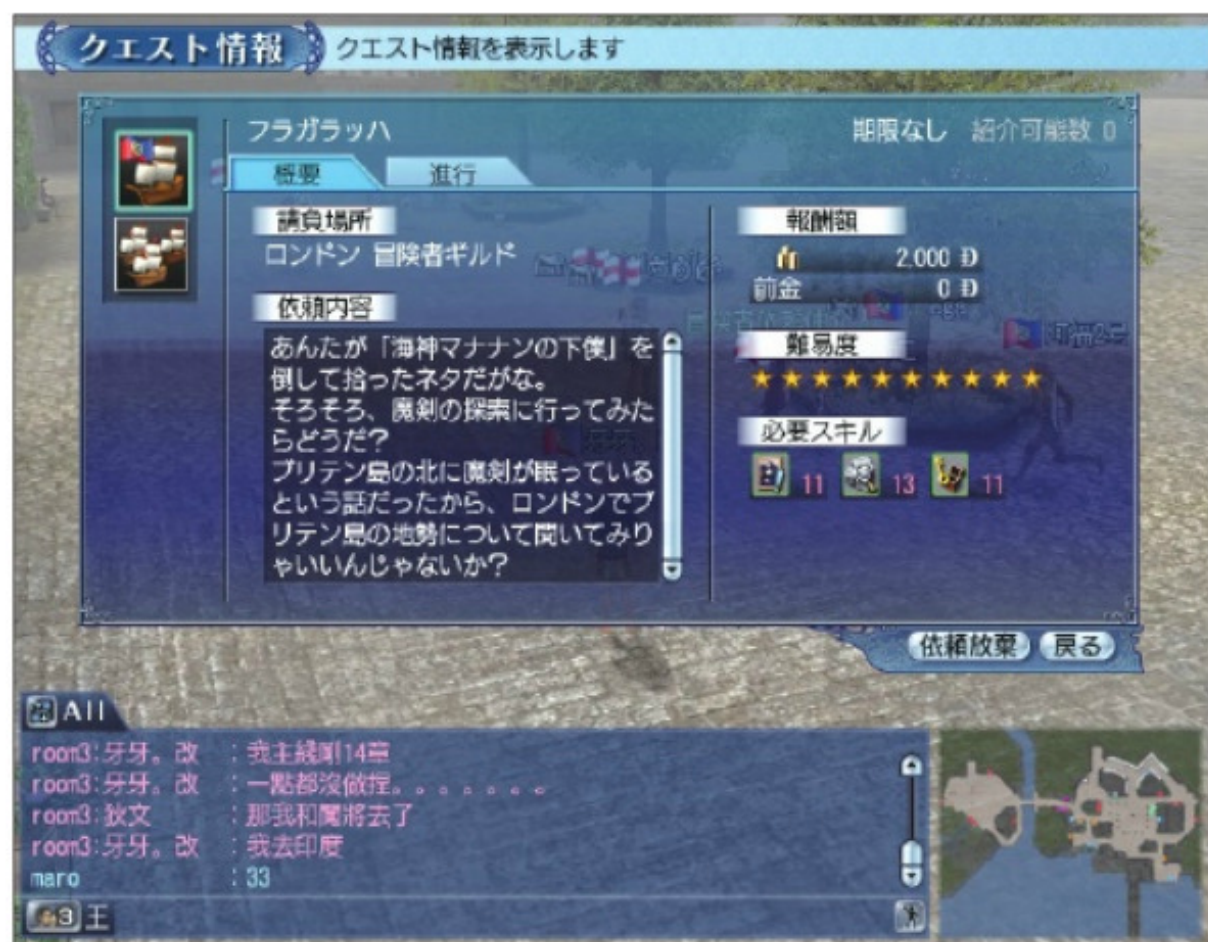 クエスト情報 クエスト情報を表示します
フラガラッハ 期限なし 紹介可能数 0
概要 進行
請負場所
ロンドン 冒険者ギルド
依頼内容
あんたが「海神マナナンの下僕」を
倒して拾ったネタだがな。
そろそろ、魔剣の探索に行ってみた
らどうだ?
ブリテン島の北に魔剣が眠っている
という話だったから、ロンドンでブ
リテン島の地勢について聞いてみり
ゃいいんじゃないか?
報酬額
2,000 D
前金 0 D
難易度
必要スキル
11 13 11
依頼放棄 戻る
All
room3:牙牙。改 : 我主線剛14章
room3:牙牙。改 : 一點都沒做捏。。。。。。。
room3:狄文 : 那我和魔將去了
room3:牙牙。改 : 我去印度
maro : 33
3 王